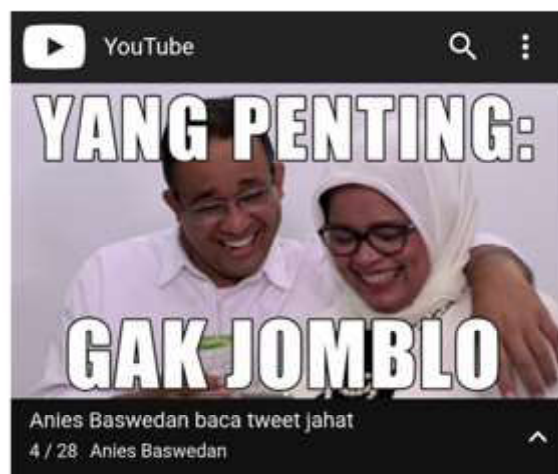 YouTube
YANG PENTING:
GAK JOMBLO
Anies Baswedan baca tweet jahat
4 / 28 Anies Baswedan